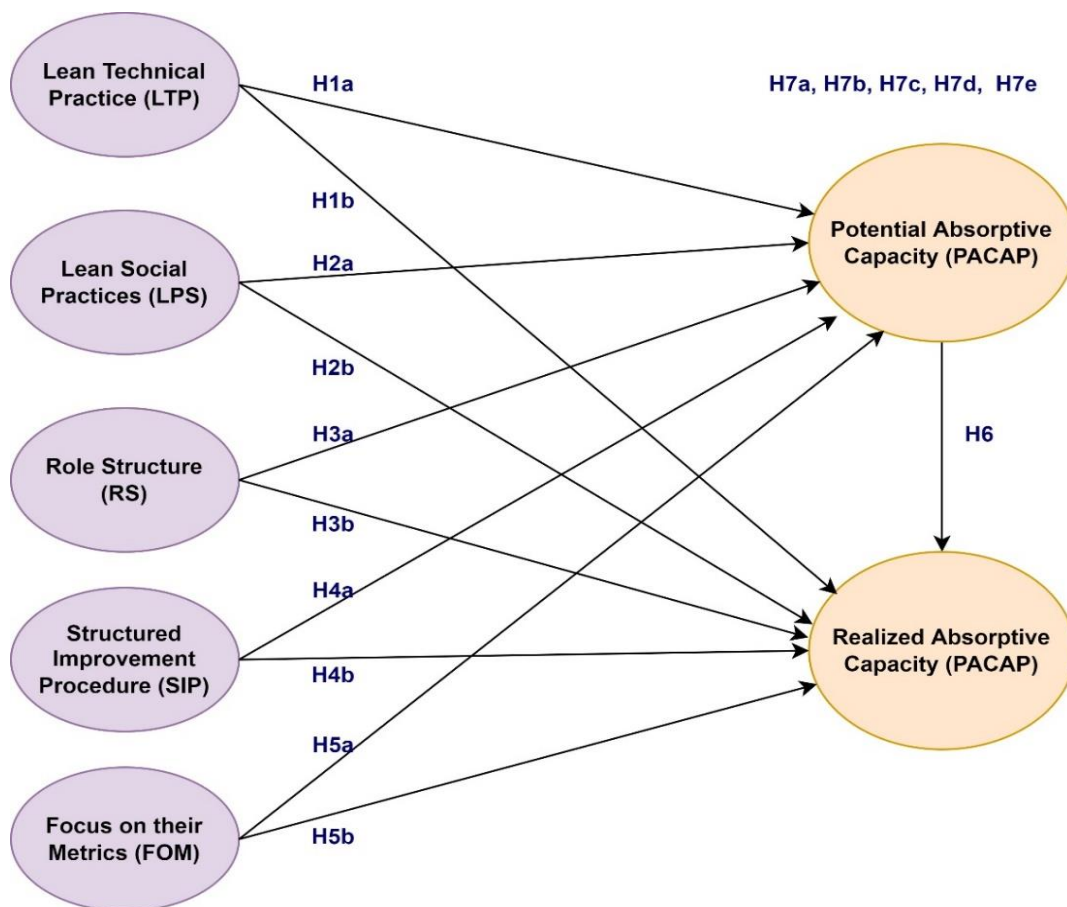 Lean Technical
Practice (LTP)
H1a
H7a, H7b, H7c, H7d, H7e
H1b
Potential Absorptive
Capacity (PACAP)
Lean Social
Practices (LPS)
H2a
H2b
Role Structure
(RS)
H3a
H6
H3b
Structured
Improvement
Procedure (SIP)
H4a
H4b
Realized Absorptive
Capacity (PACAP)
Focus on their
Metrics (FOM)
H5a
H5b